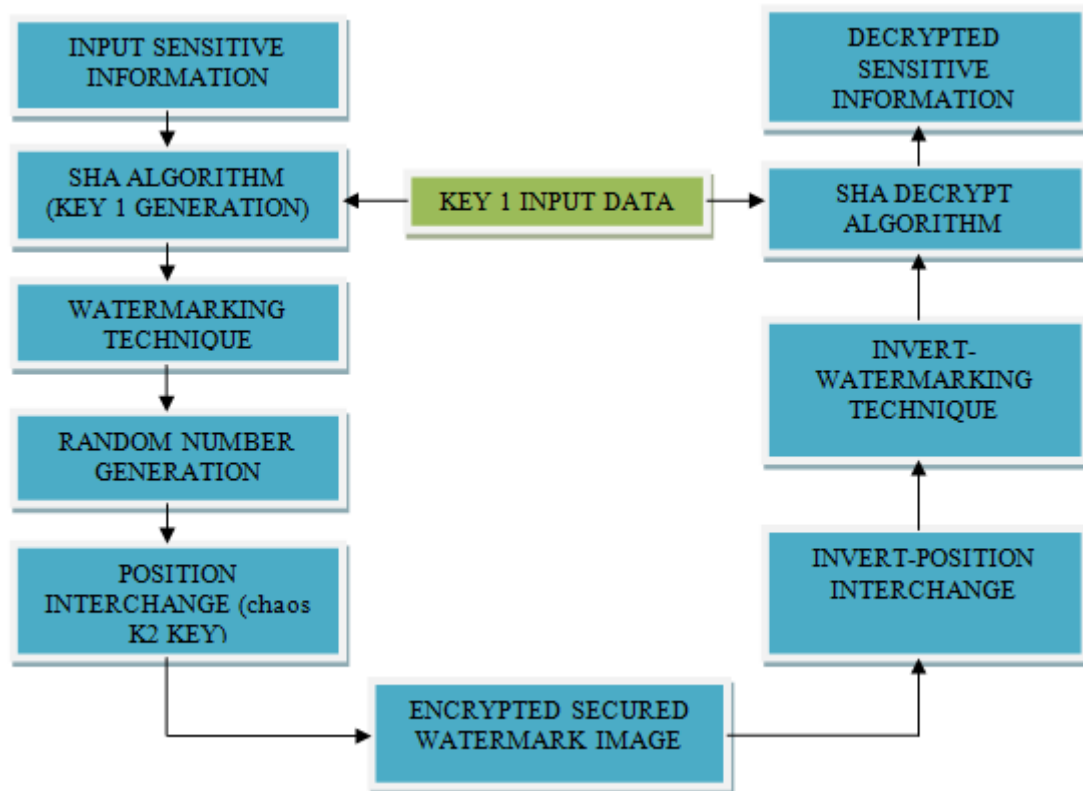 INPUT SENSITIVE
INFORMATION
SHA ALGORITHM
(KEY 1 GENERATION)
WATERMARKING
TECHNIQUE
RANDOM NUMBER
GENERATION
POSITION
INTERCHANGE (chaos
K2 KEY)
KEY 1 INPUT DATA
ENCRYPTED SECURED
WATERMARK IMAGE
DECRYPTED
SENSITIVE
INFORMATION
SHA DECRYPT
ALGORITHM
INVERT-
WATERMARKING
TECHNIQUE
INVERT-POSITION
INTERCHANGE